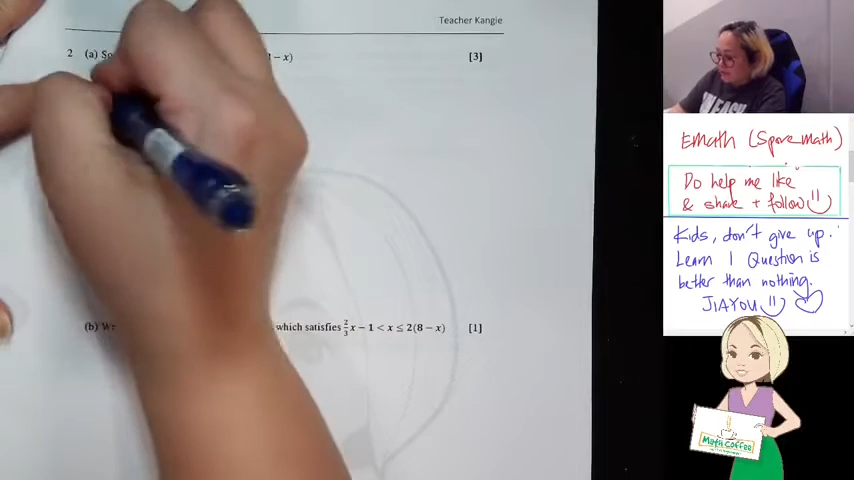 Teacher Kangie
2 (a) So – x) [3]
(b) W which satisfies 2/3 x − 1 < x ≤ 2(8 − x) [1]
Emath (Spore math)
Do help me like
& share + follow
Kids, don't give up.
Learn 1 Question is
better than nothing.
JIAYOU
Math Coffee